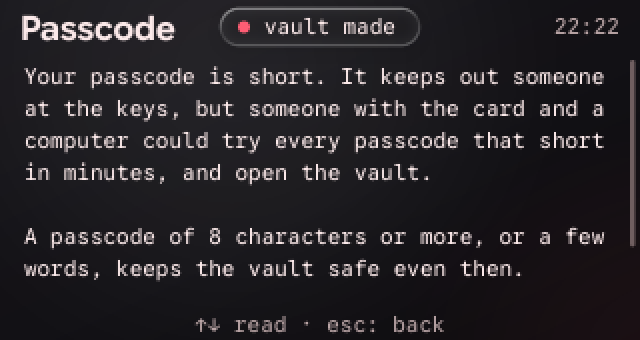 Passcode
vault made
22:22
Your passcode is short. It keeps out someone
at the keys, but someone with the card and a
computer could try every passcode that short
in minutes, and open the vault.
A passcode of 8 characters or more, or a few
words, keeps the vault safe even then.
↑↓ read · esc: back